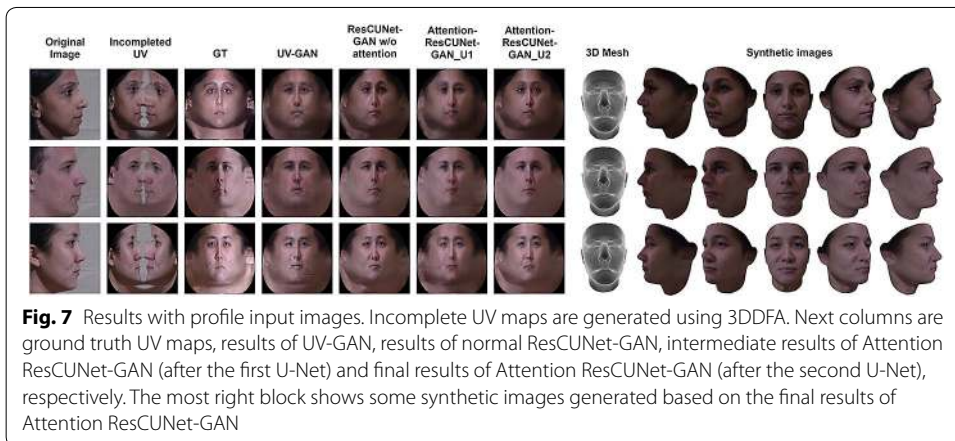 Original Image
Incompleted UV
GT
UV-GAN
ResCUNet-GAN w/o attention
Attention-ResCUNet-GAN_U1
Attention-ResCUNet-GAN_U2
3D Mesh
Synthetic images
Fig. 7 Results with profile input images. Incomplete UV maps are generated using 3DDFA. Next columns are
ground truth UV maps, results of UV-GAN, results of normal ResCUNet-GAN, intermediate results of Attention
ResCUNet-GAN (after the first U-Net) and final results of Attention ResCUNet-GAN (after the second U-Net),
respectively. The most right block shows some synthetic images generated based on the final results of
Attention ResCUNet-GAN